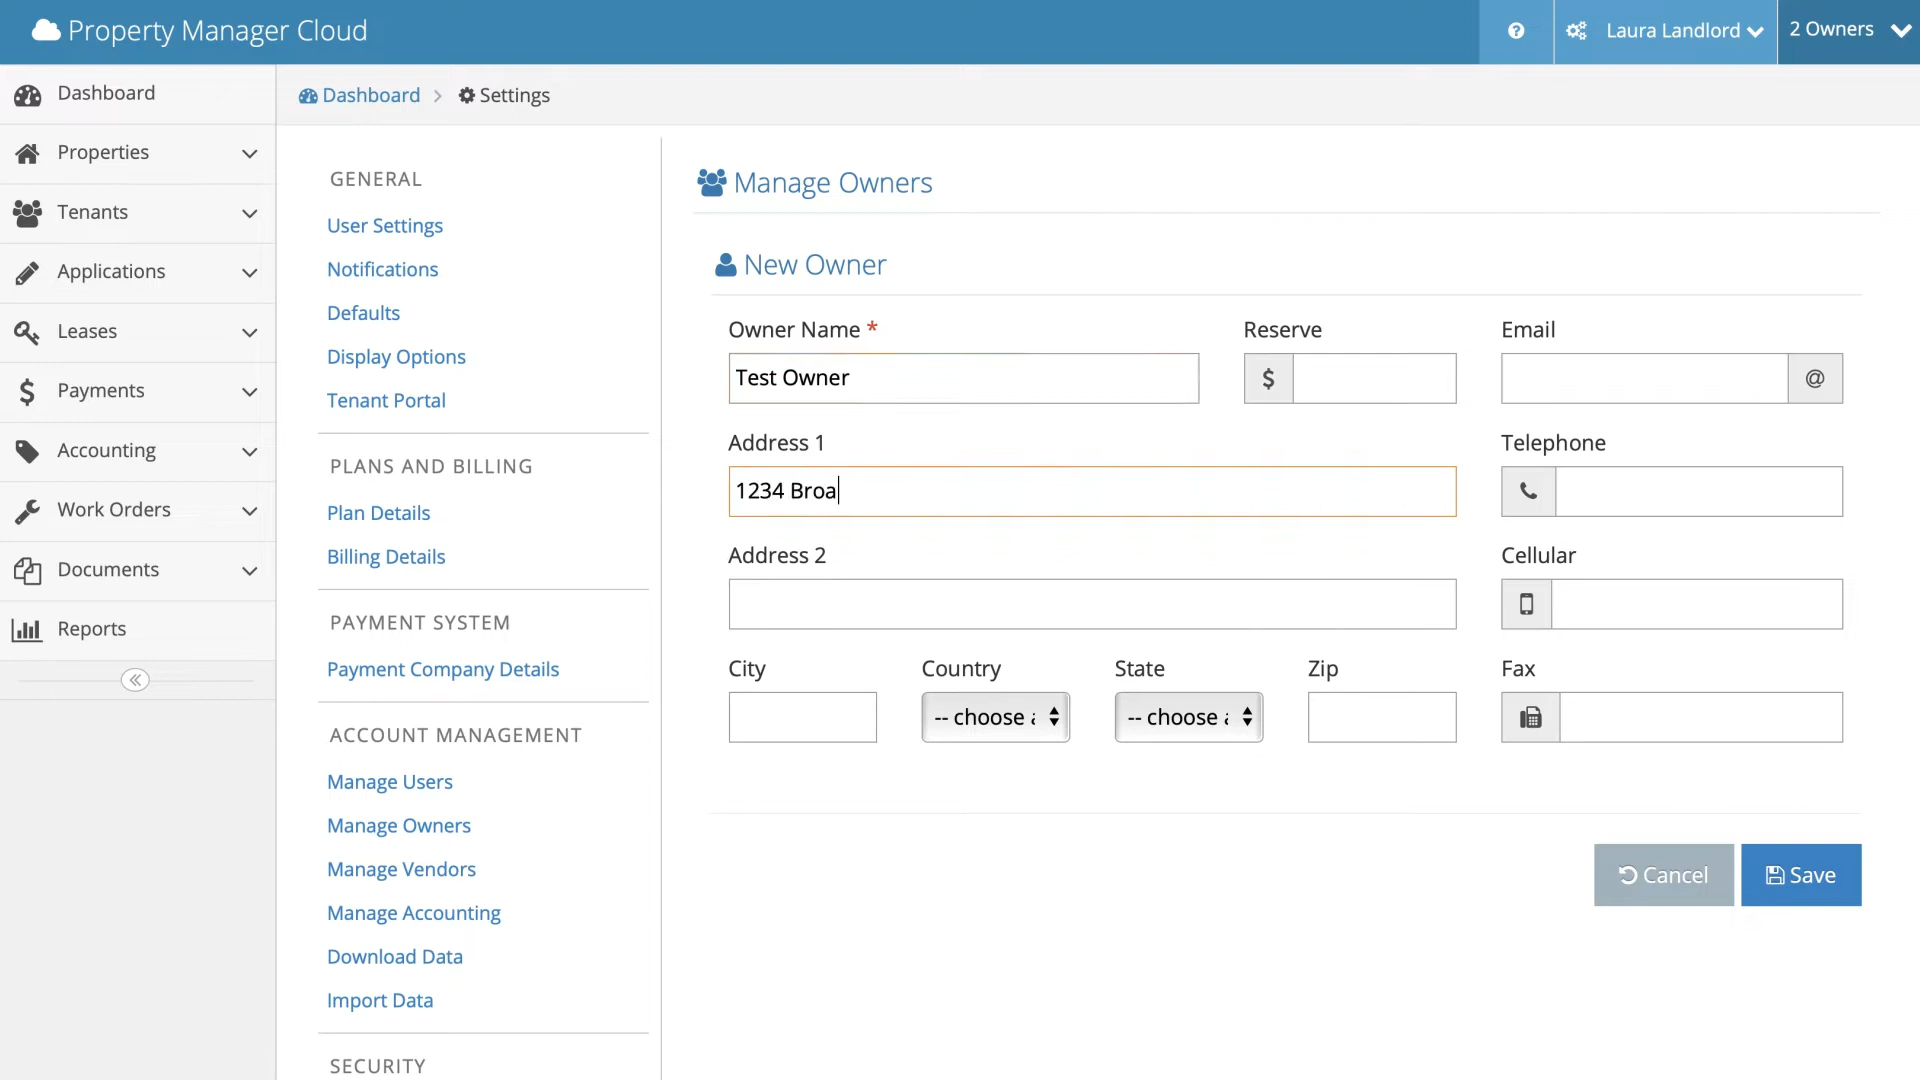 Property Manager Cloud
Laura Landlord
2 Owners
Dashboard
Properties
Tenants
Applications
Leases
Payments
Accounting
Work Orders
Documents
Reports
Dashboard > Settings
GENERAL
User Settings
Notifications
Defaults
Display Options
Tenant Portal
PLANS AND BILLING
Plan Details
Billing Details
PAYMENT SYSTEM
Payment Company Details
ACCOUNT MANAGEMENT
Manage Users
Manage Owners
Manage Vendors
Manage Accounting
Download Data
Import Data
SECURITY
Manage Owners
New Owner
Owner Name *
Reserve
Email
Test Owner
$
@
Address 1
Telephone
1234 Broa
Address 2
Cellular
City
Country
State
Zip
Fax
-- choose a
-- choose a
Cancel
Save